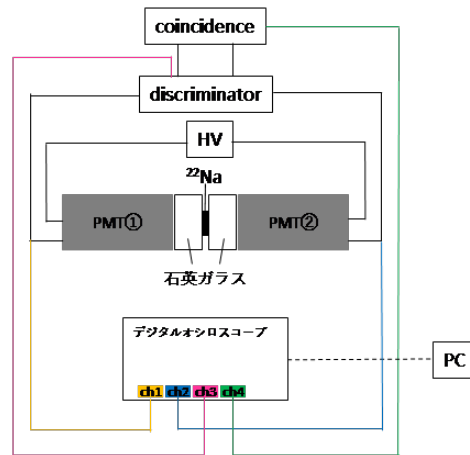 coincidence
discriminator
HV
²²Na
PMT① PMT②
石英ガラス
デジタルオシロスコープ
PC
ch1 ch2 ch3 ch4